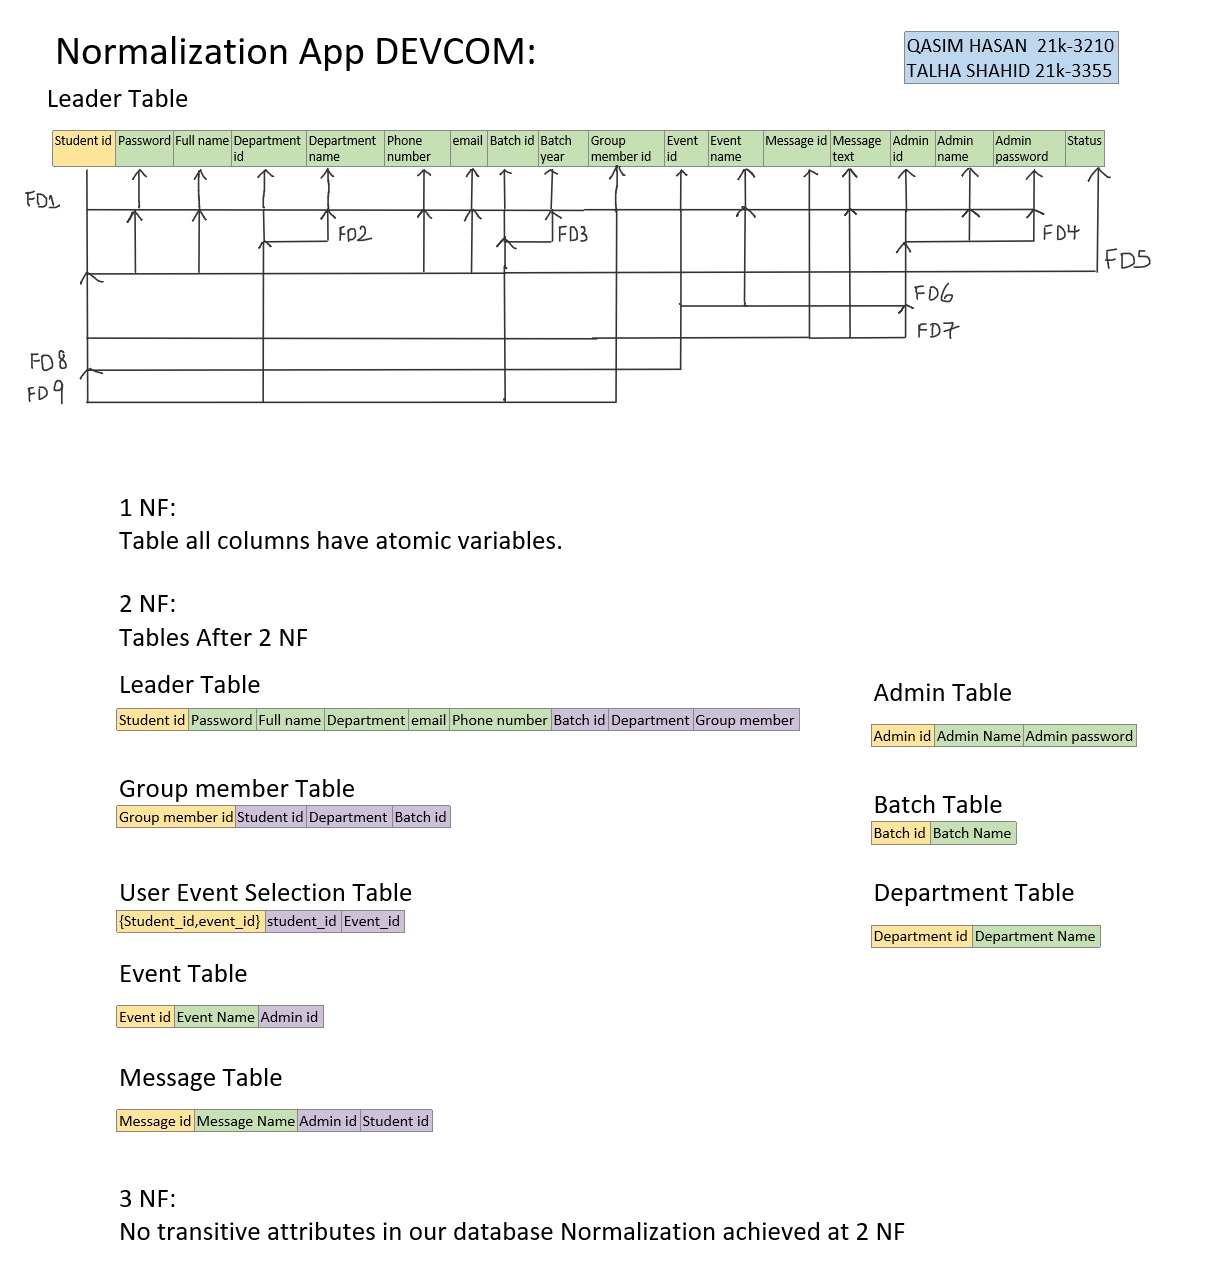 Normalization App DEVCOM:
QASIM HASAN 21k-3210
TALHA SHAHID 21k-3355
Leader Table
Student id Password Full name Department id Department name Phone number email Batch id Batch year Group member id Event id Event name Message id Message text Admin id Admin name Admin password Status
FD1
FD2 FD3 FD4
FD5
FD6
FD7
FD8
FD9
1 NF:
Table all columns have atomic variables.
2 NF:
Tables After 2 NF
Leader Table
Student id Password Full name Department email Phone number Batch id Department Group member
Admin Table
Admin id Admin Name Admin password
Group member Table
Group member id Student id Department Batch id
Batch Table
Batch id Batch Name
User Event Selection Table
{Student_id,event_id} student_id Event_id
Department Table
Department id Department Name
Event Table
Event id Event Name Admin id
Message Table
Message id Message Name Admin id Student id
3 NF:
No transitive attributes in our database Normalization achieved at 2 NF